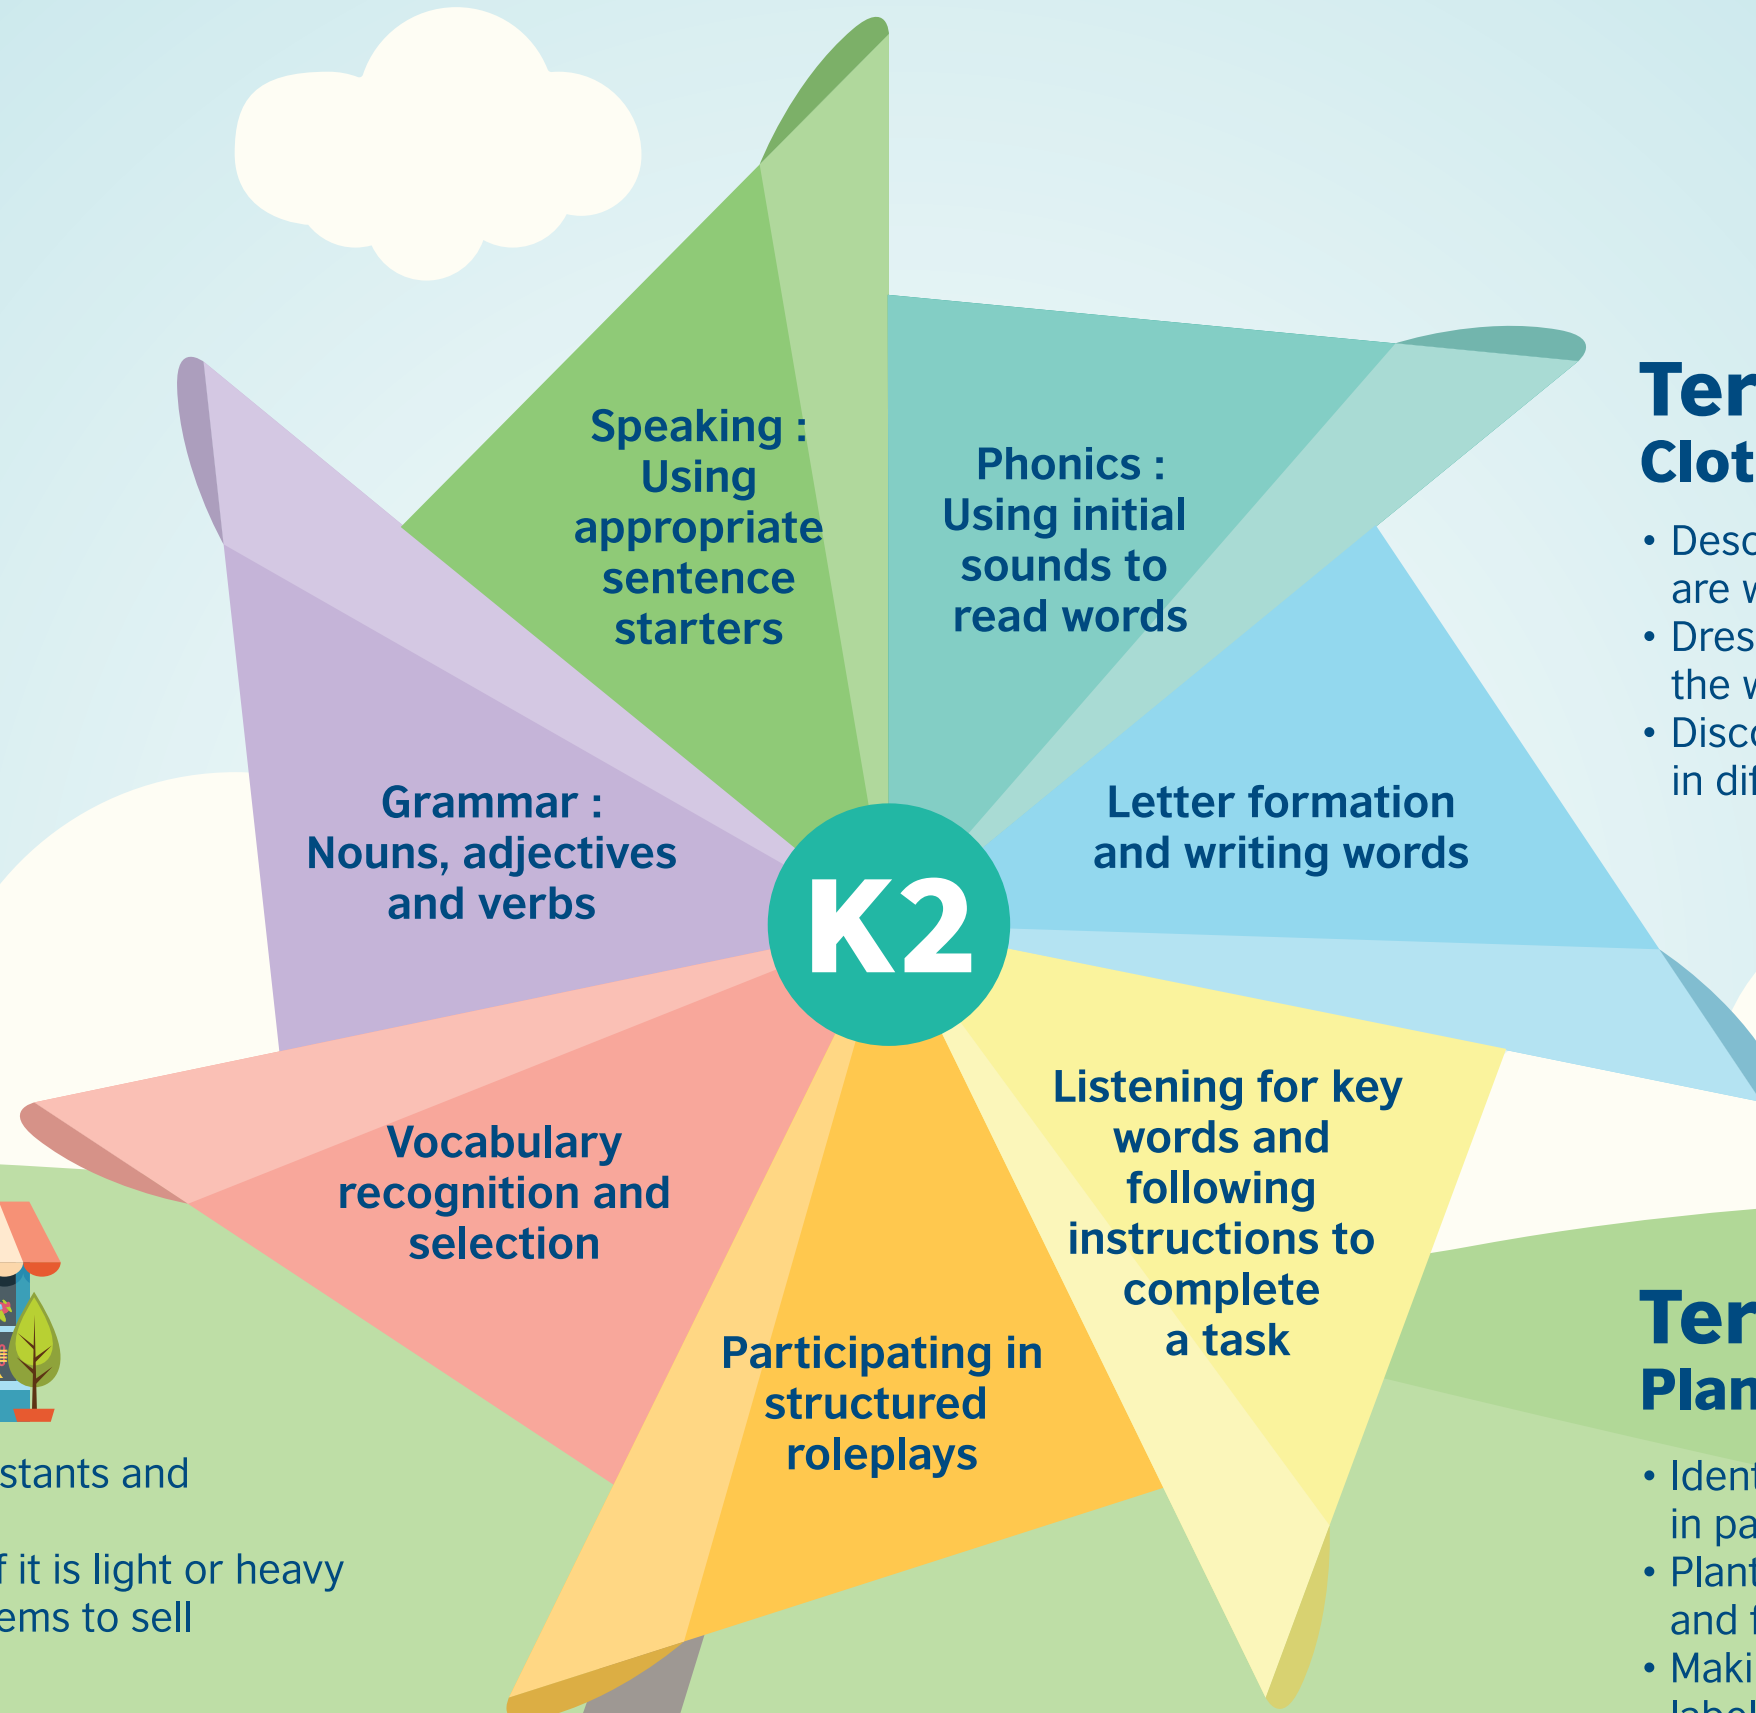 Speaking :
Using
appropriate
sentence
starters
Phonics :
Using initial
sounds to
read words
Grammar :
Nouns, adjectives
and verbs
Letter formation
and writing words
K2
Vocabulary
recognition and
selection
Listening for key
words and
following
instructions to
complete
a task
Participating in
structured
roleplays
stants and
it is light or heavy
ems to sell
Ter
Clot
• Desc
are w
• Dres
the w
• Disco
in dif
Ter
Plan
• Ident
in pa
• Plant
and f
• Maki
label